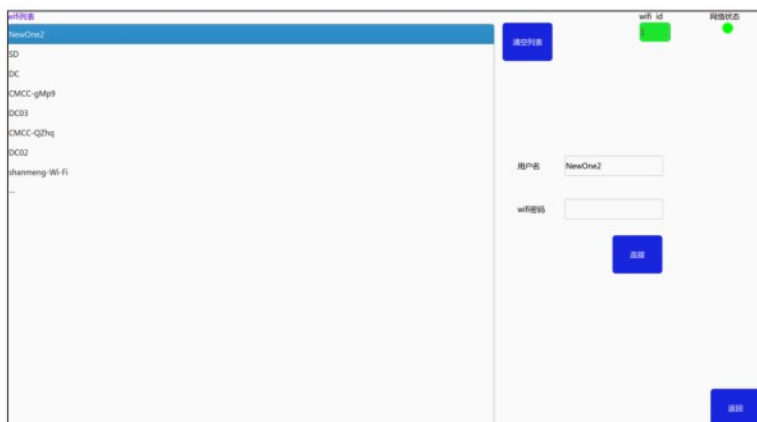 wifi列表
NewOne2
SD
DC
CMCC-gMp9
DC03
CMCC-QZhq
DC02
shanmeng-Wi-Fi
--
清空列表
wifi id
1
网络状态
用户名
NewOne2
wifi密码
连接
返回